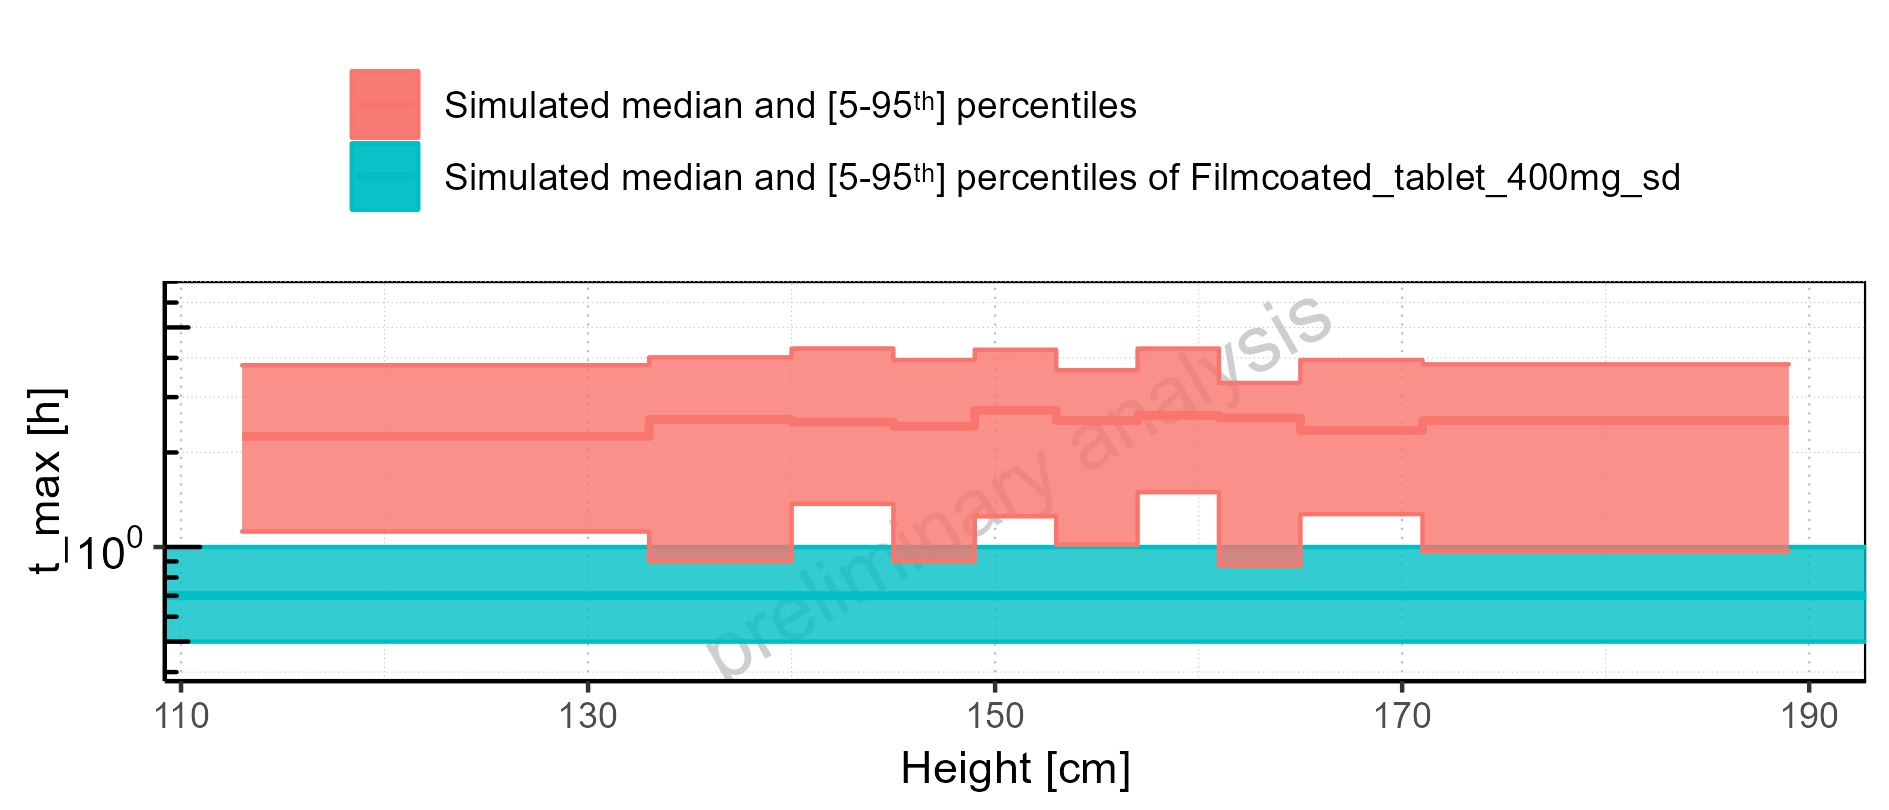 Simulated median and [5-95th] percentiles
Simulated median and [5-95th] percentiles of Filmcoated_tablet_400mg_sd
t_max [h]
10^0
preliminary analysis
110 130 150 170 190
Height [cm]